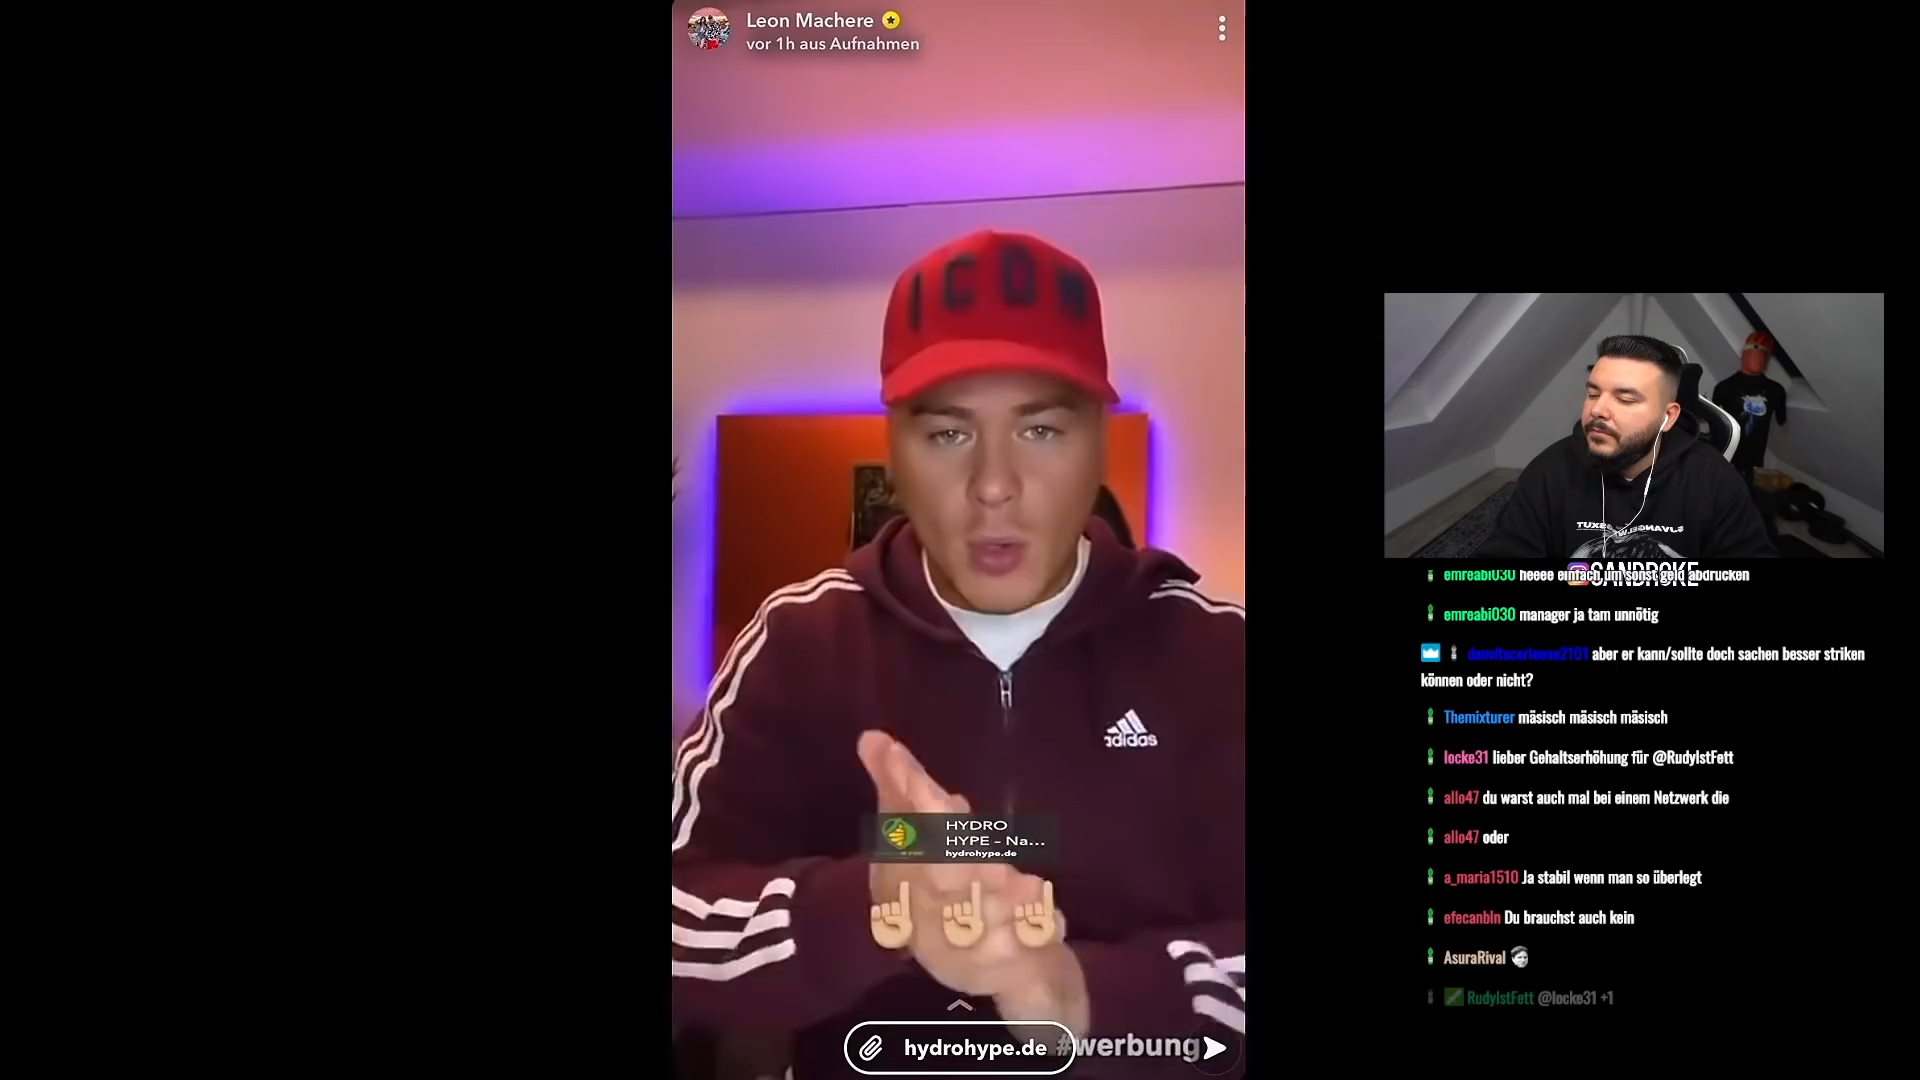 Leon Machere
vor 1h aus Aufnahmen
ICON
adidas
HYDRO
HYPE – Na...
hydrohype.de
hydrohype.de
#werbung
SANDROKE
emreabi030 heeee einfach um sonst geld abdrucken
emreabi030 manager ja tam unnötig
aber er kann/sollte doch sachen besser striken
können oder nicht?
Themixturer mäsisch mäsisch mäsisch
locke31 lieber Gehaltserhöhung für @RudyIstFett
allo47 du warst auch mal bei einem Netzwerk die
allo47 oder
a_maria1510 Ja stabil wenn man so überlegt
efecanbln Du brauchst auch kein
AsuraRival
RudyIstFett @locke31 +1